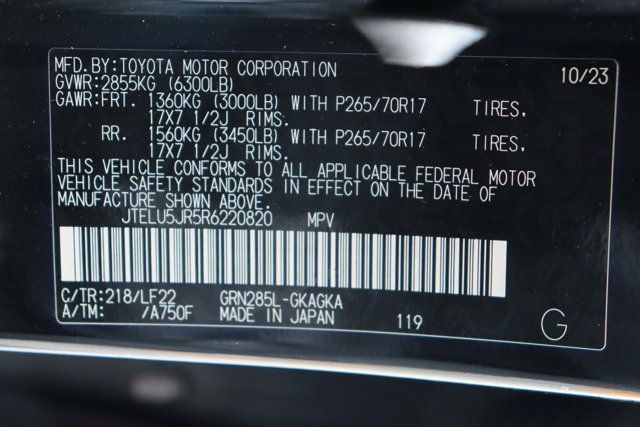 MFD.BY:TOYOTA MOTOR CORPORATION 10/23
GVWR:2855KG (6300LB)
GAWR:FRT. 1360KG (3000LB) WITH P265/70R17 TIRES,
17X7 1/2J RIMS.
RR. 1560KG (3450LB) WITH P265/70R17 TIRES,
17X7 1/2J RIMS.
THIS VEHICLE CONFORMS TO ALL APPLICABLE FEDERAL MOTOR
VEHICLE SAFETY STANDARDS IN EFFECT ON THE DATE OF
MANUFACTURE SHOWN ABOVE.
JTELU5JR5R6220820 MPV
C/TR:218/LF22 GRN285L-GKAGKA
A/TM: /A750F MADE IN JAPAN 119 G